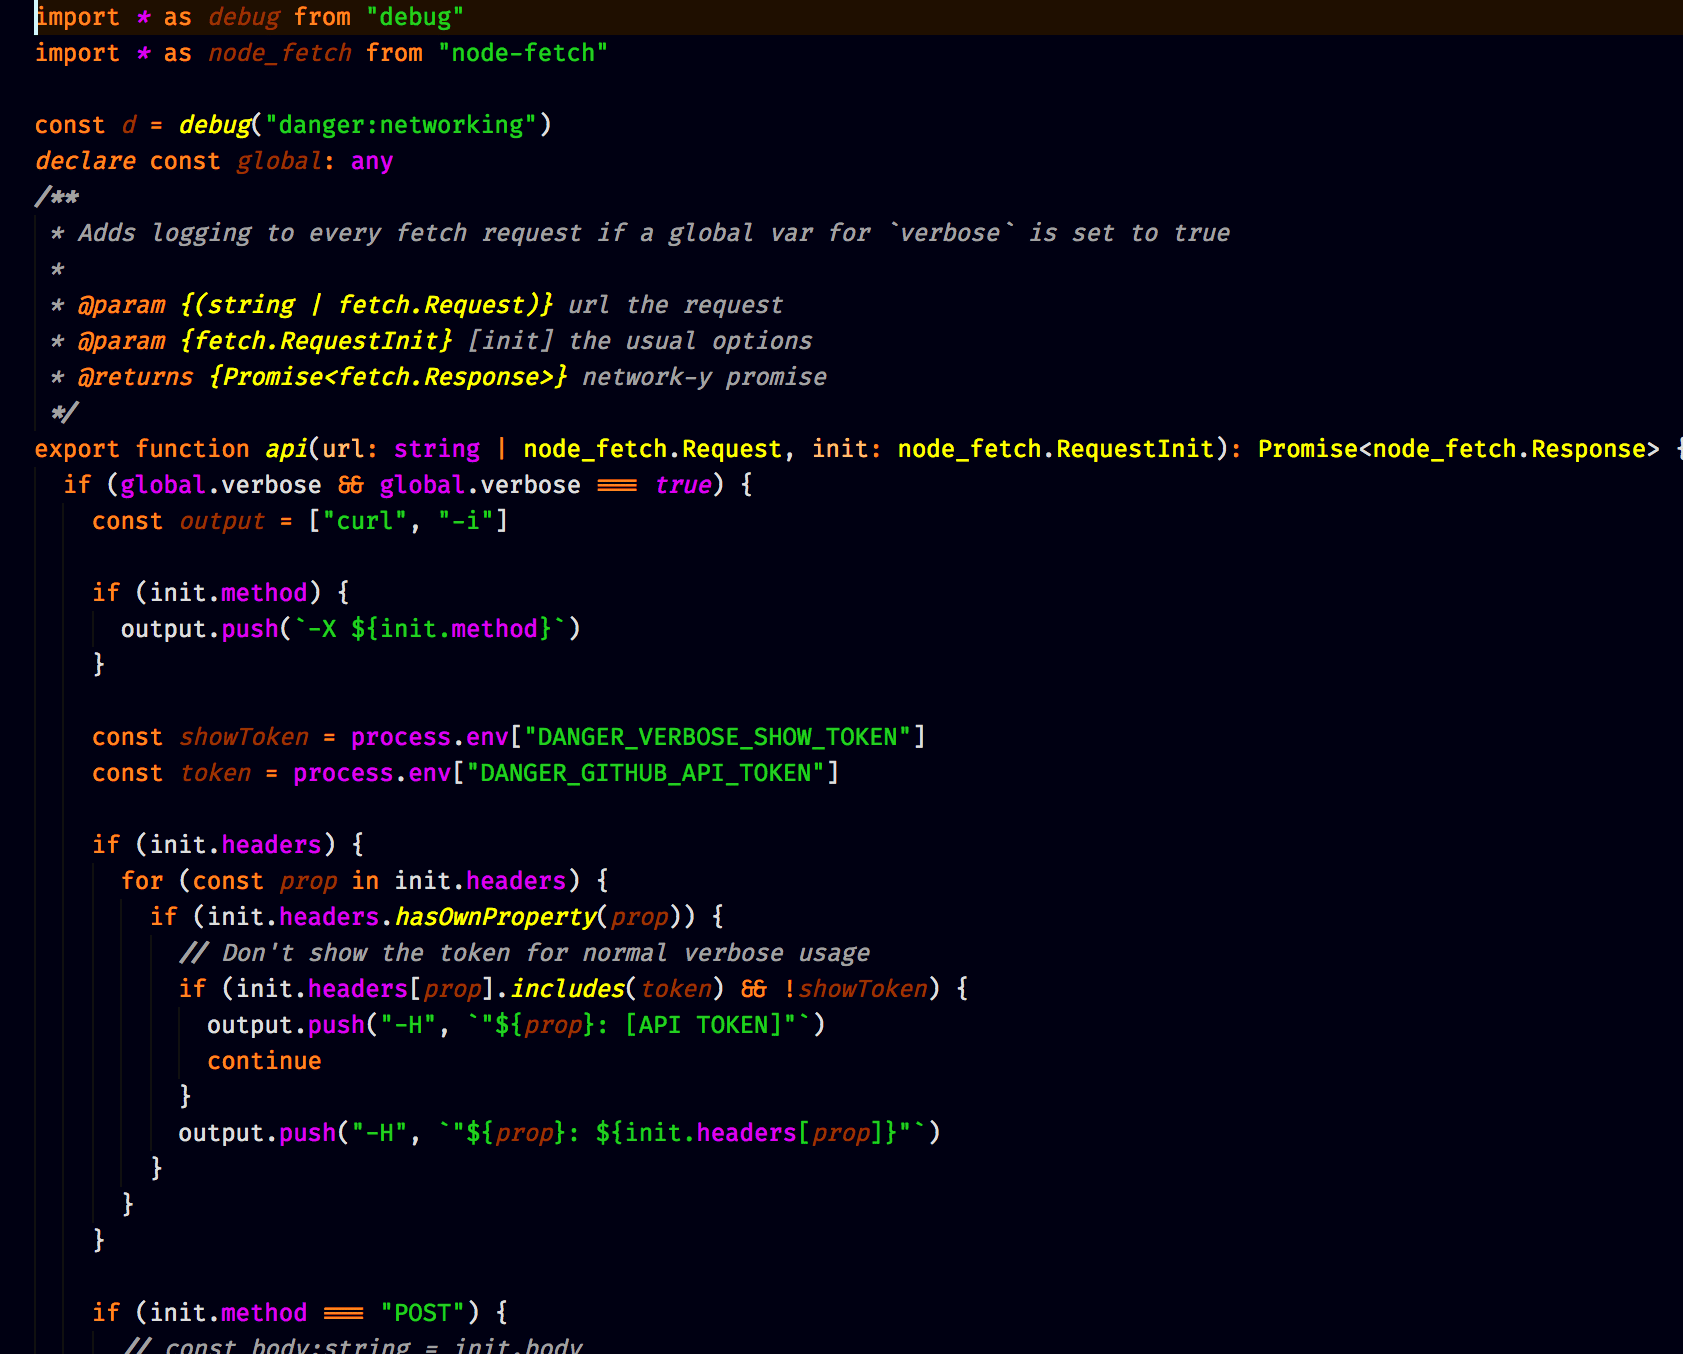 import * as debug from "debug"
import * as node_fetch from "node-fetch"
const d = debug("danger:networking")
declare const global: any
/**
* Adds logging to every fetch request if a global var for `verbose` is set to true
*
* @param {(string | fetch.Request)} url the request
* @param {fetch.RequestInit} [init] the usual options
* @returns {Promise<fetch.Response>} network-y promise
*/
export function api(url: string | node_fetch.Request, init: node_fetch.RequestInit): Promise<node_fetch.Response> {
if (global.verbose && global.verbose === true) {
const output = ["curl", "-i"]
if (init.method) {
output.push(`-X ${init.method}`)
}
const showToken = process.env["DANGER_VERBOSE_SHOW_TOKEN"]
const token = process.env["DANGER_GITHUB_API_TOKEN"]
if (init.headers) {
for (const prop in init.headers) {
if (init.headers.hasOwnProperty(prop)) {
// Don't show the token for normal verbose usage
if (init.headers[prop].includes(token) && !showToken) {
output.push("-H", `"${prop}: [API TOKEN]"`)
continue
}
output.push("-H", `"${prop}: ${init.headers[prop]}"`)
}
}
}
if (init.method === "POST") {
// const body:string = init.body